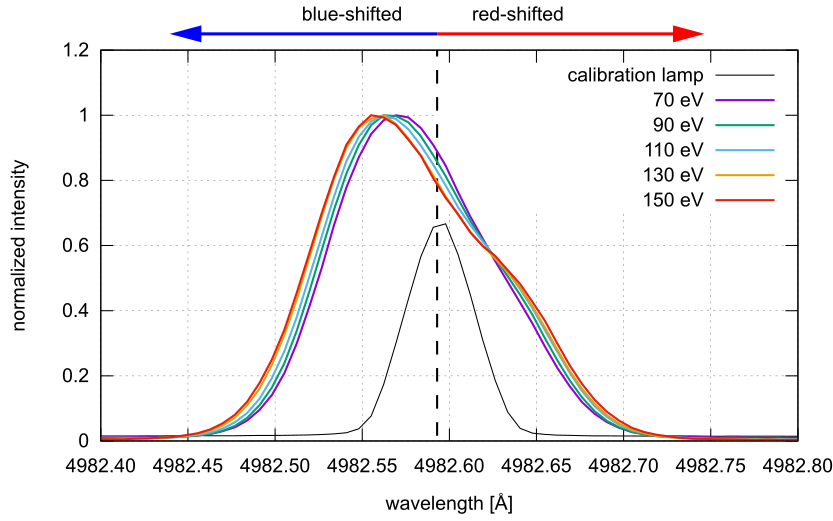 blue-shifted red-shifted
1.2
1
0.8
0.6
0.4
0.2
0
normalized intensity
calibration lamp
70 eV
90 eV
110 eV
130 eV
150 eV
4982.40 4982.45 4982.50 4982.55 4982.60 4982.65 4982.70 4982.75 4982.80
wavelength [Å]